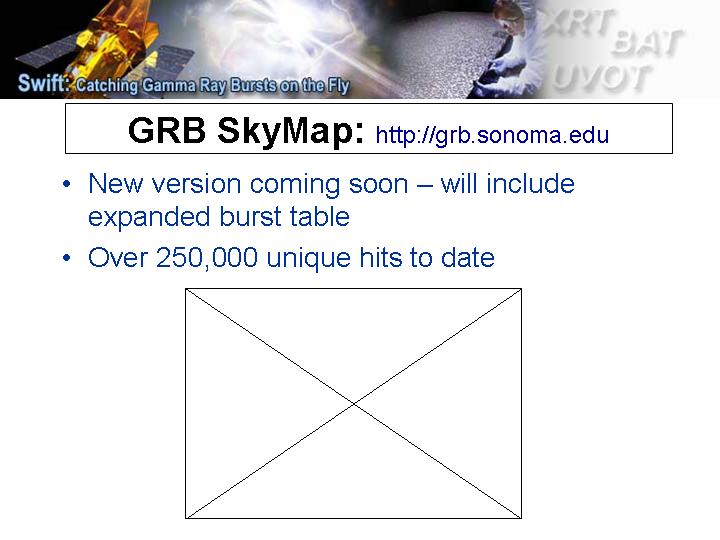 XRT
BAT
UVOT
Swift: Catching Gamma Ray Bursts on the Fly
GRB SkyMap: http://grb.sonoma.edu
• New version coming soon – will include
expanded burst table
• Over 250,000 unique hits to date